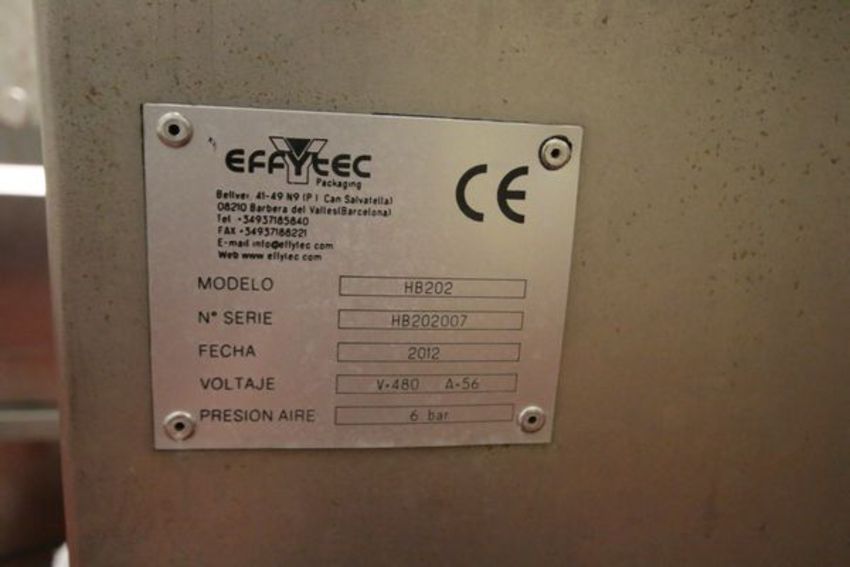 EFFYTEC
Packaging
Bellver, 41-49 N9 (P.I. Can Salvatella)
08210 Barbera del Valles(Barcelona)
Tel +34937185840
FAX +34937188221
E-mail info@effytec.com
Web www.effytec.com
CE
MODELO HB202
N° SERIE HB202007
FECHA 2012
VOLTAJE V-480 A-56
PRESION AIRE 6 bar